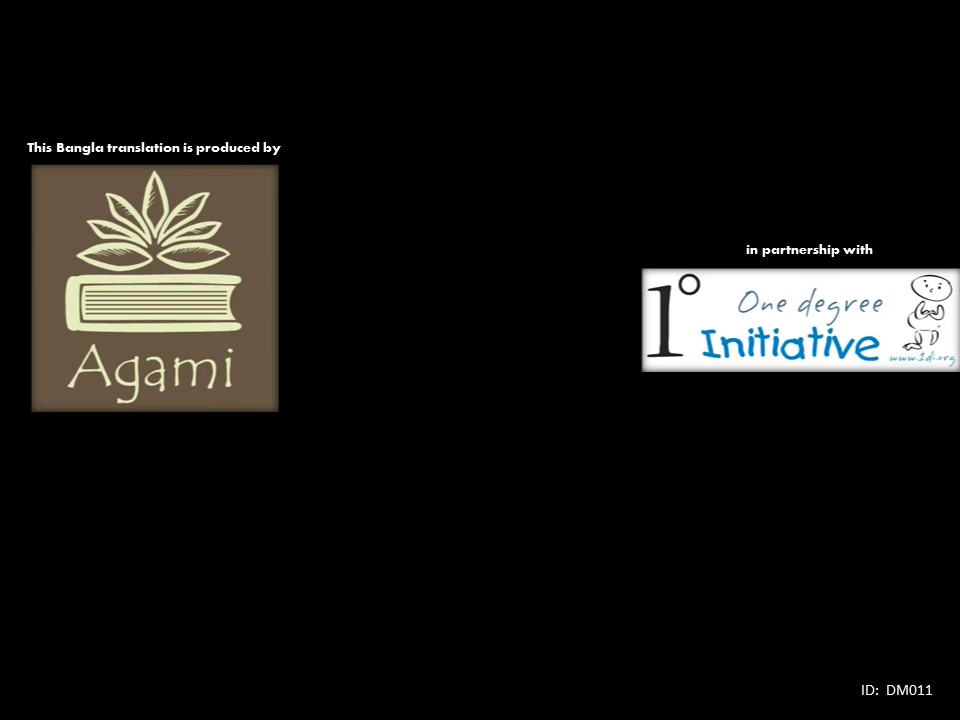 This Bangla translation is produced by
Agami
in partnership with
1°
One degree
Initiative
www.1di.org
ID: DM011